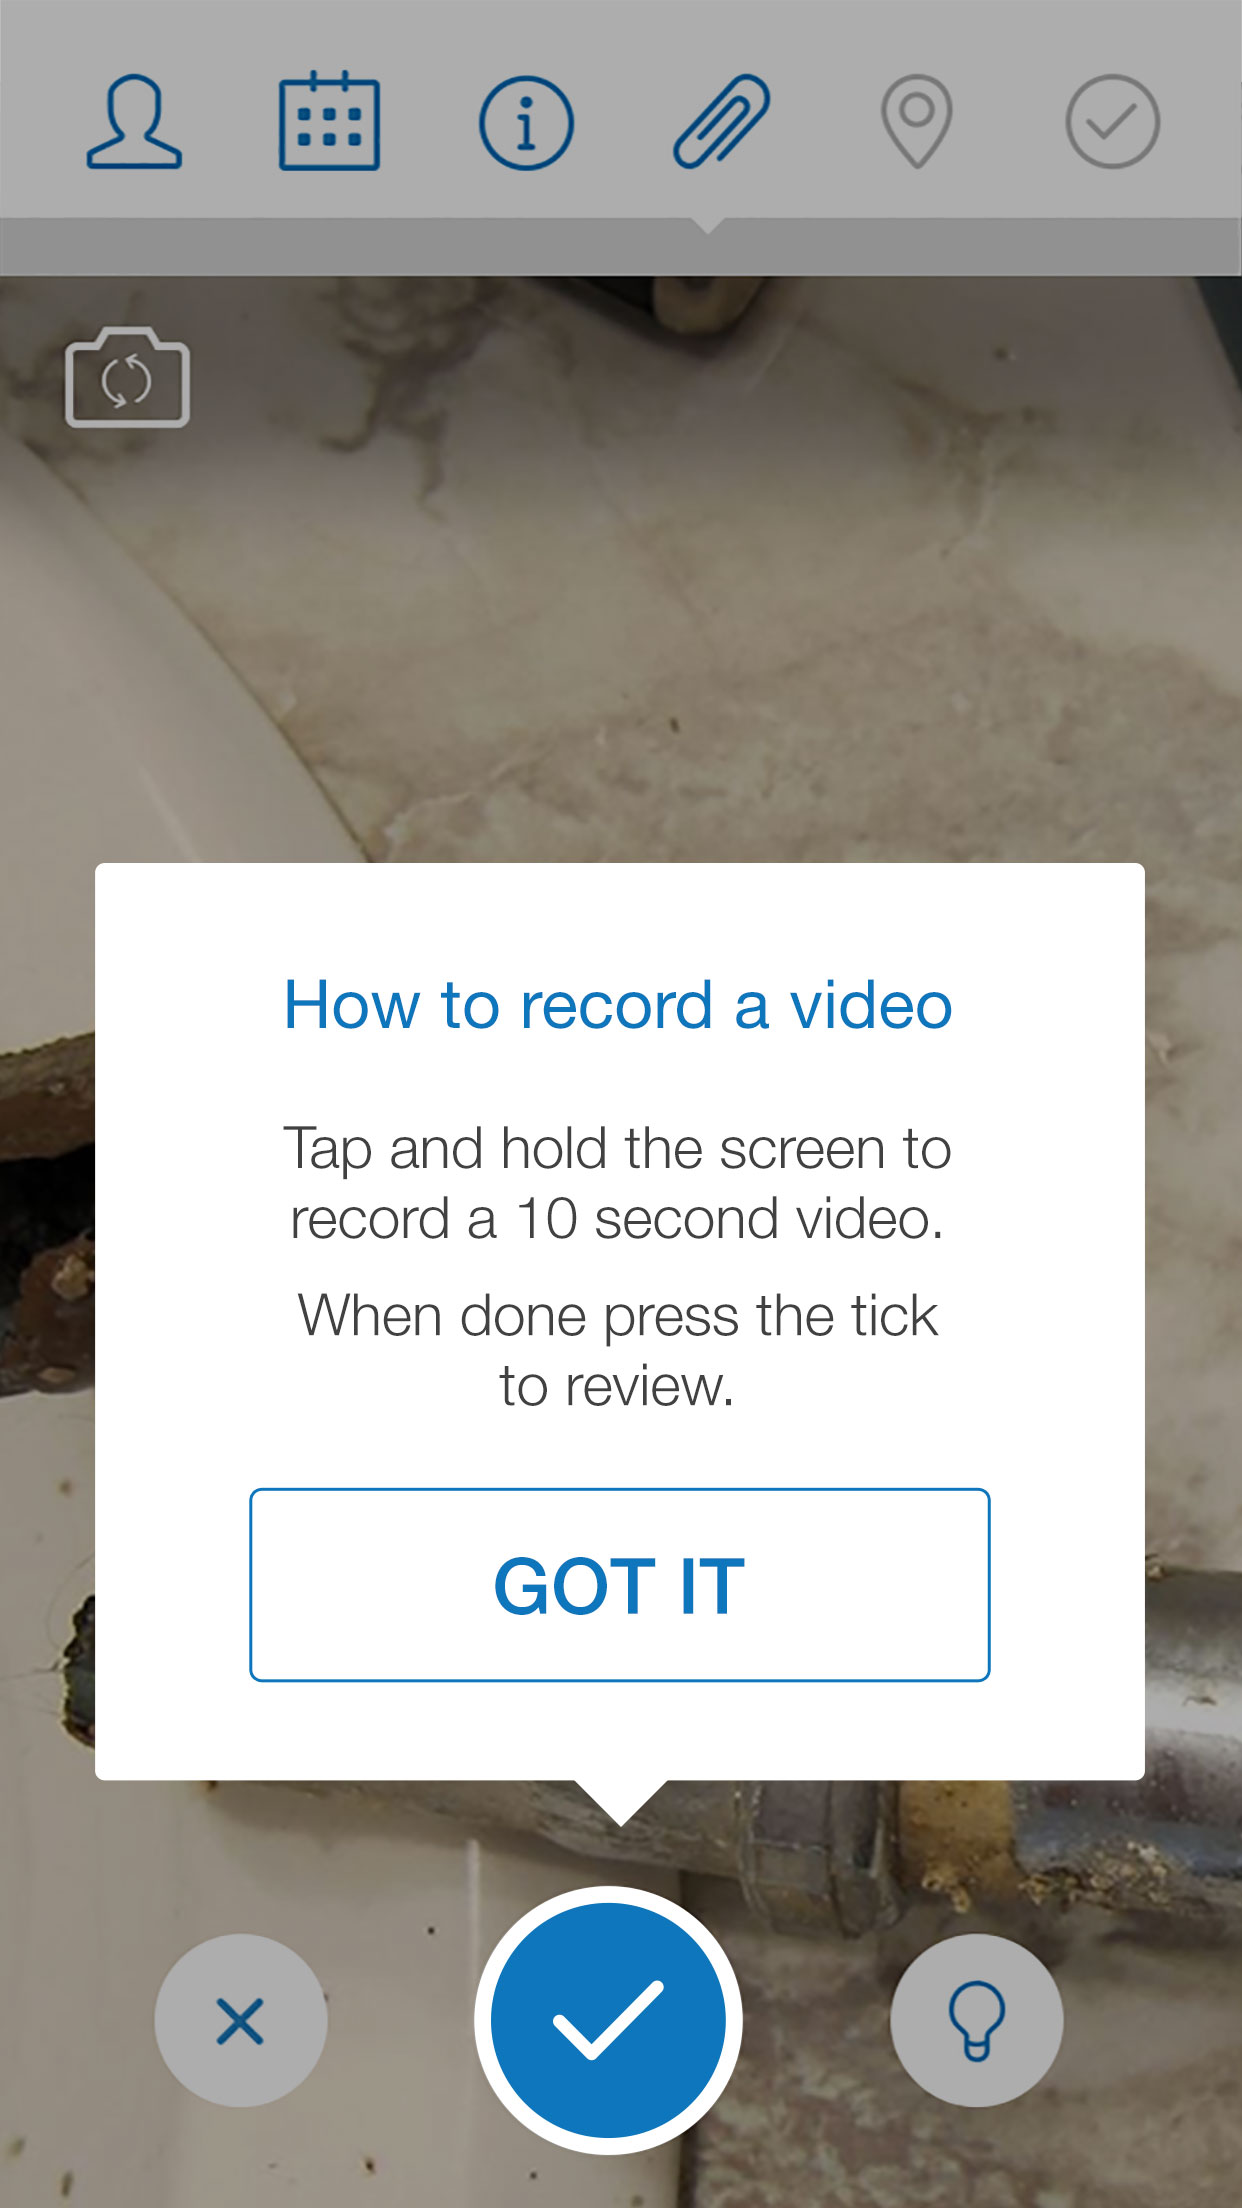 How to record a video
Tap and hold the screen to
record a 10 second video.
When done press the tick
to review.
GOT IT